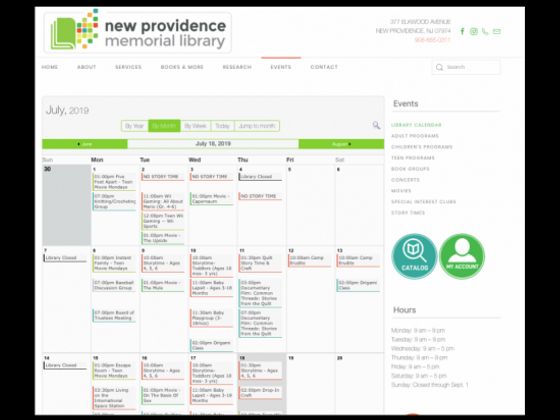 new providence
memorial library
377 ELKWOOD AVENUE
NEW PROVIDENCE, NJ 07974
908-665-0311
HOME ABOUT SERVICES BOOKS & MORE RESEARCH EVENTS CONTACT
Search
July, 2019
By Year By Month By Week Today Jump to month
June July 18, 2019 August
Sun Mon Tue Wed Thu Fri Sat
30 1 2 3 4 5 6
01:00pm Five
Feet Apart - Teen
Movie Mondays
07:00pm
Knitting/Crocheting
Group
NO STORY TIME
11:00am Wii
Gaming: All About
Mario (Gr. 4-6)
12:00pm Teen Wii
Gaming -- Wii
Sports
01:00pm Movie -
The Upside
NO STORY TIME
01:00pm Movie -
Capernaum
Library Closed
NO STORY TIME
7 8 9 10 11 12 13
Library Closed
01:00pm Instant
Family - Teen
Movie Mondays
07:00pm Baseball
Discussion Group
07:00pm Board of
Trustees Meeting
10:00am
Storytime - Ages
4, 5, 6
01:00pm Movie -
The Mule
10:00am
Storytime-
Toddlers (Ages 18
mos- 3 yrs)
11:00am Baby
Lapsit - Ages 3-18
Months
11:30am Baby
Playgroup (3-
18mos)
02:00pm Origami
Class
01:30pm Quilt
Story Time &
Craft
03:00pm
Documentary
Film: Common
Threads: Stories
from the Quilt
07:00pm
Documentary
Film: Common
Threads: Stories
from the Quilt
10:00am Camp
Erudite
10:00am Camp
Erudite
02:00pm Origami
Class
14 15 16 17 18 19 20
Library Closed
01:00pm Escape
Room - Teen
Movie Mondays
03:30pm Living
on the
International
Space Station
10:00am
Storytime - Ages
4, 5, 6
01:00pm Movie -
On The Basis Of
Sex
10:00am
Storytime-
Toddlers (Ages 18
mos- 3 yrs)
11:00am Baby
Lapsit - Ages 3-18
02:30pm Drop-In
Craft
Events
LIBRARY CALENDAR
ADULT PROGRAMS
CHILDREN'S PROGRAMS
TEEN PROGRAMS
BOOK GROUPS
CONCERTS
MOVIES
SPECIAL INTEREST CLUBS
STORY TIMES
CATALOG
MY ACCOUNT
Hours
Monday: 9 am – 9 pm
Tuesday: 9 am – 9 pm
Wednesday: 9 am – 5 pm
Thursday: 9 am – 9 pm
Friday: 9 am – 5 pm
Saturday: 9 am – 5 pm
Sunday: Closed through Sept. 1